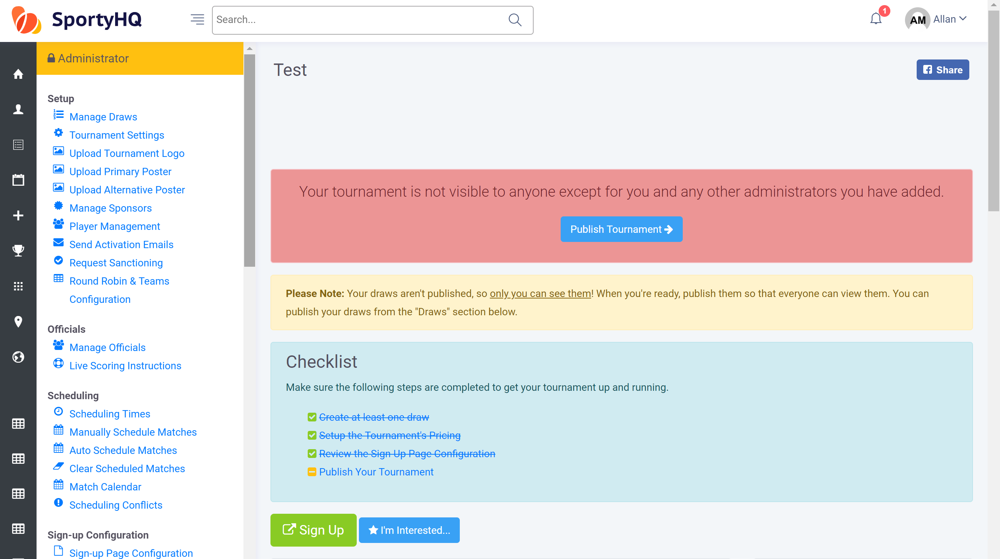 SportyHQ
Search...
1
AM
Allan
Administrator
Setup
Manage Draws
Tournament Settings
Upload Tournament Logo
Upload Primary Poster
Upload Alternative Poster
Manage Sponsors
Player Management
Send Activation Emails
Request Sanctioning
Round Robin & Teams
Configuration
Officials
Manage Officials
Live Scoring Instructions
Scheduling
Scheduling Times
Manually Schedule Matches
Auto Schedule Matches
Clear Scheduled Matches
Match Calendar
Scheduling Conflicts
Sign-up Configuration
Sign-up Page Configuration
Test
Share
Your tournament is not visible to anyone except for you and any other administrators you have added.
Publish Tournament
Please Note: Your draws aren't published, so only you can see them! When you're ready, publish them so that everyone can view them. You can
publish your draws from the "Draws" section below.
Checklist
Make sure the following steps are completed to get your tournament up and running.
Create at least one draw
Setup the Tournament's Pricing
Review the Sign Up Page Configuration
Publish Your Tournament
Sign Up
I'm Interested...